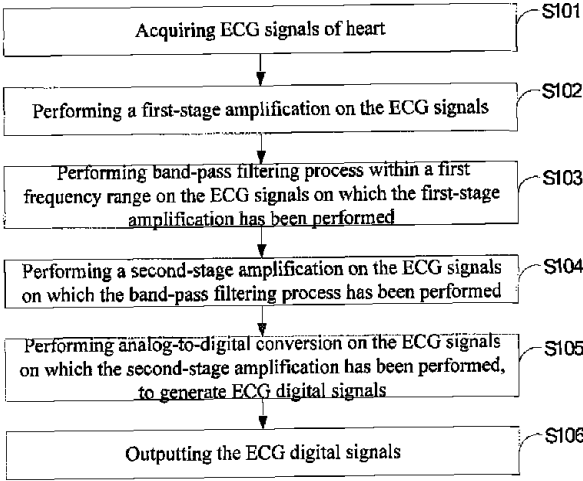 Acquiring ECG signals of heart
S101
Performing a first-stage amplification on the ECG signals
S102
Performing band-pass filtering process within a first
frequency range on the ECG signals on which the first-stage
amplification has been performed
S103
Performing a second-stage amplification on the ECG signals
on which the band-pass filtering process has been performed
S104
Performing analog-to-digital conversion on the ECG signals
on which the second-stage amplification has been performed,
to generate ECG digital signals
S105
Outputting the ECG digital signals
S106